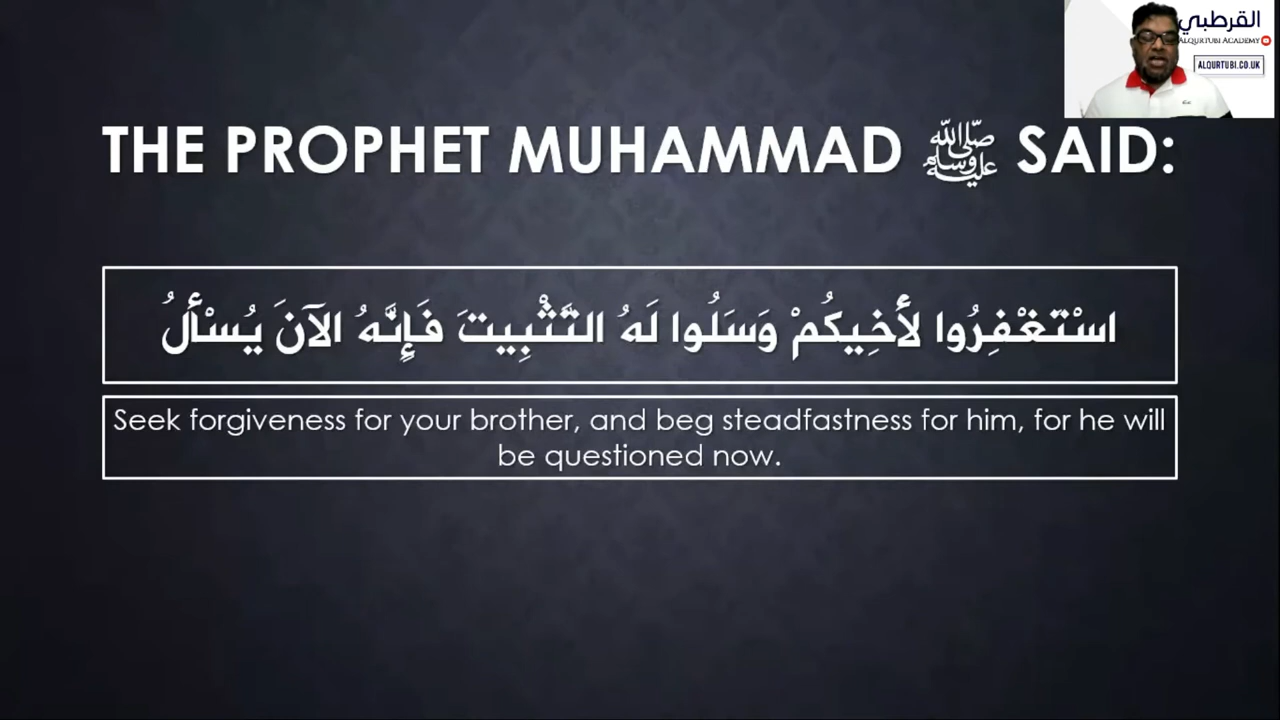 القرطبي
ALQURTUBI ACADEMY
ALQURTUBI.CO.UK
THE PROPHET MUHAMMAD ﷺ SAID:
اسْتَغْفِرُوا لأَخِيكُمْ وَسَلُوا لَهُ التَّثْبِيتَ فَإِنَّهُ الآنَ يُسْأَلُ
Seek forgiveness for your brother, and beg steadfastness for him, for he will
be questioned now.